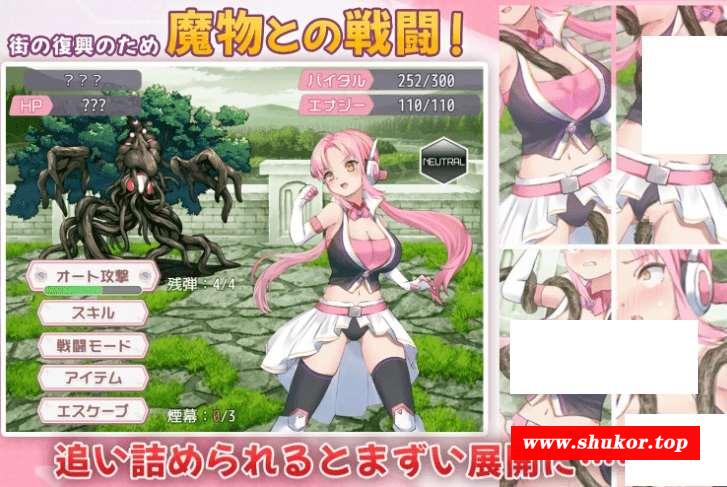 街の復興のため 魔物との戦闘!
???
HP ???
バイタル 252/300
エナジー 110/110
NEUTRAL
オート攻撃
残弾:4/4
スキル
戦闘モード
アイテム
エスケープ
煙幕:0/3
www.shukor.top
追い詰められるとまずい展開に